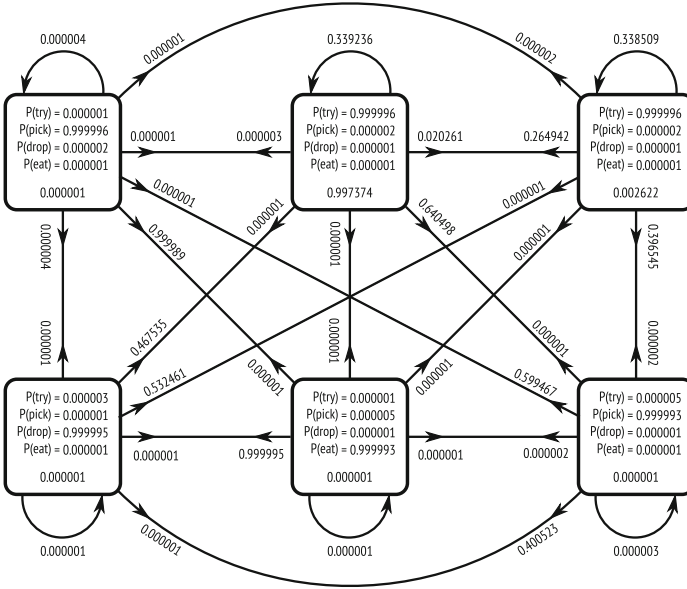 0.000004
0.000001
0.339236
0.000002
0.338509
P(try) = 0.000001
P(pick) = 0.999996
P(drop) = 0.000002
P(eat) = 0.000001
0.000001
0.000001
0.000003
P(try) = 0.999996
P(pick) = 0.000002
P(drop) = 0.000001
P(eat) = 0.000001
0.997374
0.020261
0.264942
P(try) = 0.999996
P(pick) = 0.000002
P(drop) = 0.000001
P(eat) = 0.000001
0.002622
0.000001
0.000001
0.000004
0.999989
0.000001
0.000001
0.640498
0.000001
0.396545
0.000001
0.467535
0.532461
0.000001
0.000001
0.000001
0.000001
0.599467
0.000002
P(try) = 0.000003
P(pick) = 0.000001
P(drop) = 0.999995
P(eat) = 0.000001
0.000001
0.000001
0.999995
P(try) = 0.000001
P(pick) = 0.000005
P(drop) = 0.000001
P(eat) = 0.999993
0.000001
0.000001
0.000002
P(try) = 0.000005
P(pick) = 0.999993
P(drop) = 0.000001
P(eat) = 0.000001
0.000001
0.000001
0.000001
0.000001
0.400523
0.000003